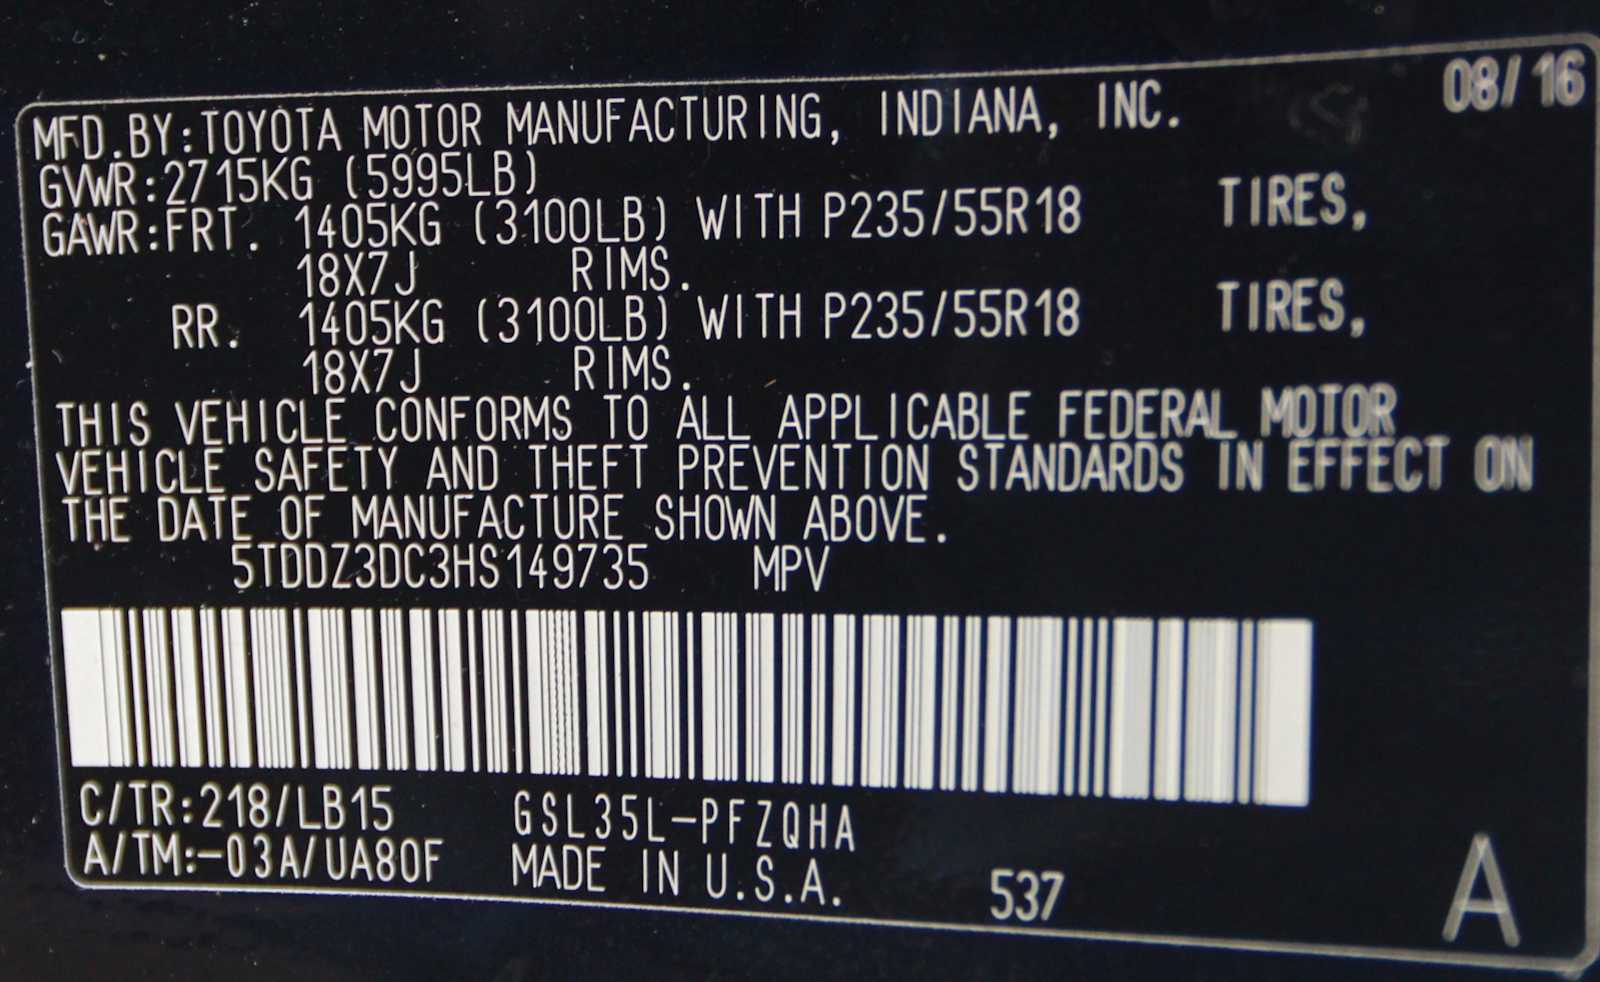 08/16
MFD.BY:TOYOTA MOTOR MANUFACTURING, INDIANA, INC.
GVWR:2715KG (5995LB)
GAWR:FRT. 1405KG (3100LB) WITH P235/55R18 TIRES,
18X7J RIMS.
RR. 1405KG (3100LB) WITH P235/55R18 TIRES,
18X7J RIMS.
THIS VEHICLE CONFORMS TO ALL APPLICABLE FEDERAL MOTOR
VEHICLE SAFETY AND THEFT PREVENTION STANDARDS IN EFFECT ON
THE DATE OF MANUFACTURE SHOWN ABOVE.
5TDDZ3DC3HS149735 MPV
C/TR:218/LB15 GSL35L-PFZQHA
A/TM:-03A/UA80F MADE IN U.S.A. 537 A